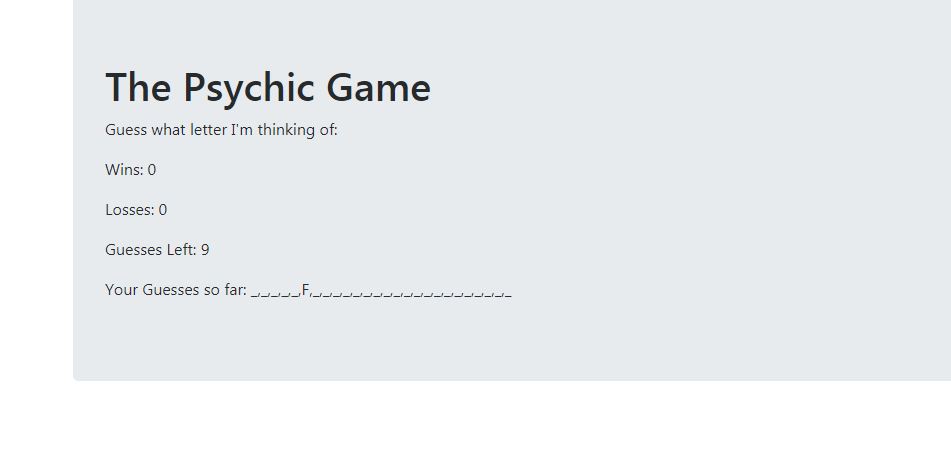 The Psychic Game
Guess what letter I'm thinking of:
Wins: 0
Losses: 0
Guesses Left: 9
Your Guesses so far: _,_,_,_,_,F,_,_,_,_,_,_,_,_,_,_,_,_,_,_,_,_,_,_,_,_